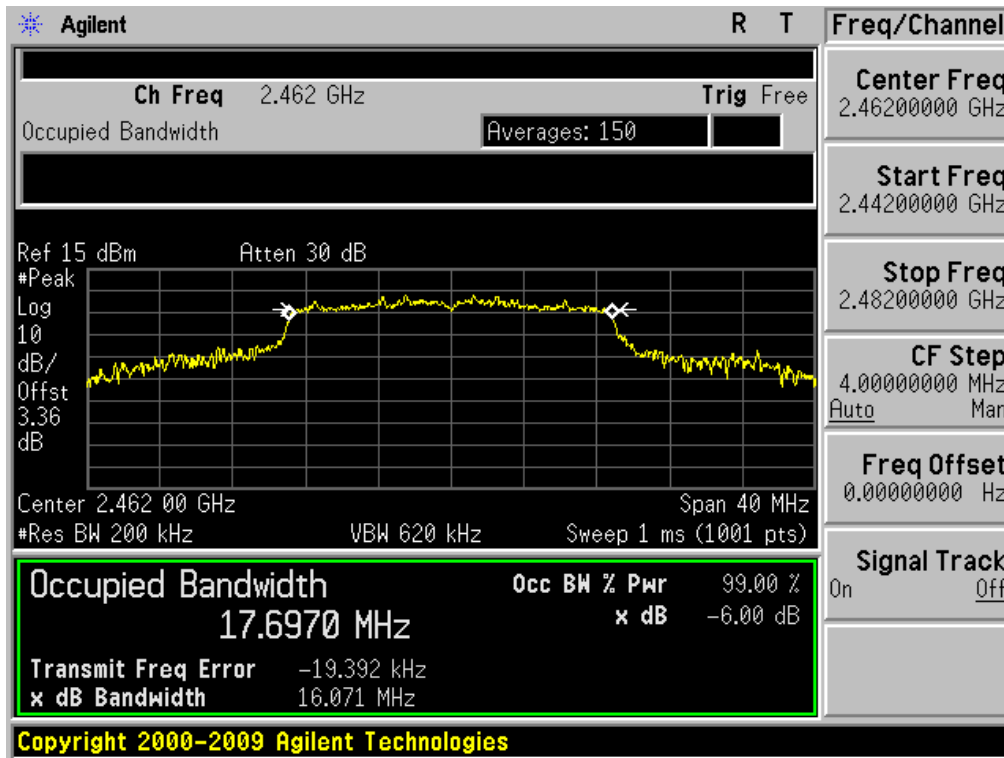 Agilent R T
Ch Freq 2.462 GHz Trig Free
Occupied Bandwidth Averages: 150
Ref 15 dBm Atten 30 dB
#Peak
Log
10
dB/
Offst
3.36
dB
Center 2.462 00 GHz Span 40 MHz
#Res BW 200 kHz VBW 620 kHz Sweep 1 ms (1001 pts)
Occupied Bandwidth Occ BW % Pwr 99.00 %
17.6970 MHz x dB -6.00 dB
Transmit Freq Error -19.392 kHz
x dB Bandwidth 16.071 MHz
Copyright 2000-2009 Agilent Technologies
Freq/Channel
Center Freq
2.46200000 GHz
Start Freq
2.44200000 GHz
Stop Freq
2.48200000 GHz
CF Step
4.00000000 MHz
Auto Man
Freq Offset
0.00000000 Hz
Signal Track
On Off